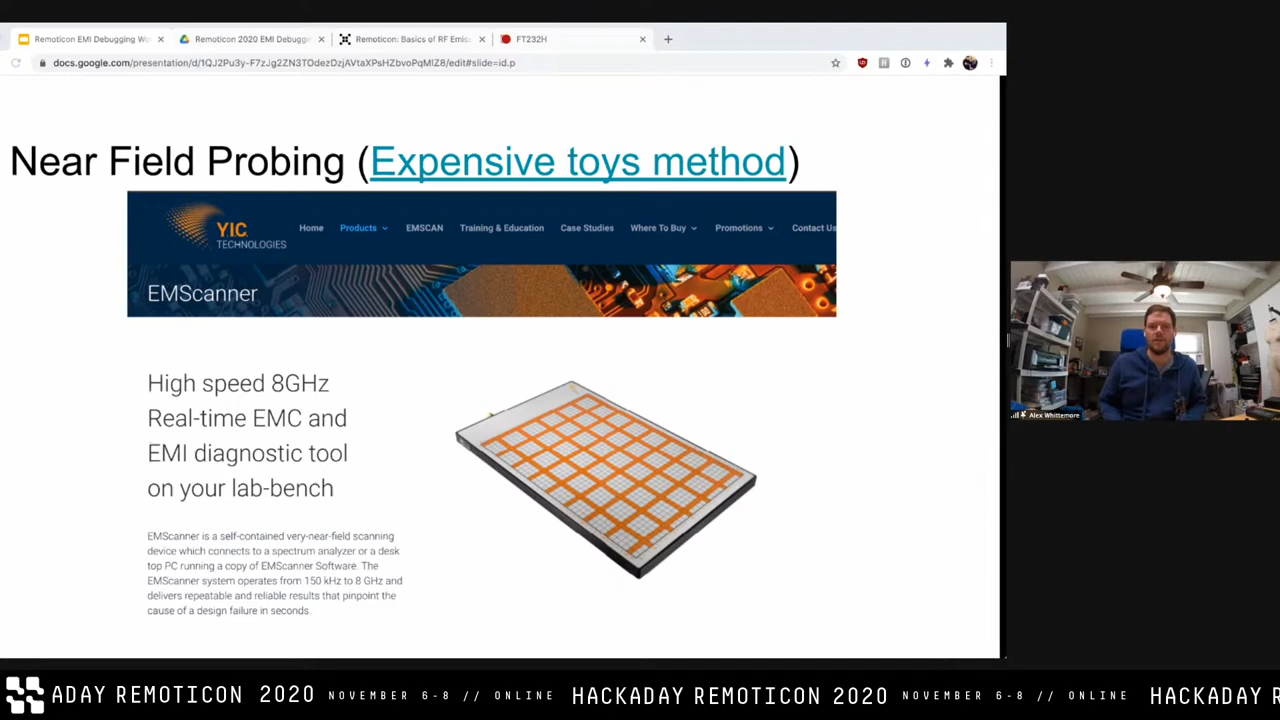 Remoticon EMI Debugging Wo
Remoticon 2020 EMI Debuggi
Remoticon: Basics of RF Emis
FT232H
docs.google.com/presentation/d/1QJ2Pu3y-F7zJg2ZN3TOdezDzjAVtaXPsHZbvoPqMIZ8/edit#slide=id.p
Near Field Probing (Expensive toys method)
Y.I.C.
TECHNOLOGIES
Home Products EMSCAN Training & Education Case Studies Where To Buy Promotions Contact Us
EMScanner
High speed 8GHz
Real-time EMC and
EMI diagnostic tool
on your lab-bench
EMScanner is a self-contained very-near-field scanning
device which connects to a spectrum analyzer or a desk
top PC running a copy of EMScanner Software. The
EMScanner system operates from 150 kHz to 8 GHz and
delivers repeatable and reliable results that pinpoint the
cause of a design failure in seconds.
Alex Whittemore
ADAY REMOTICON 2020 NOVEMBER 6-8 // ONLINE HACKADAY REMOTICON 2020 NOVEMBER 6-8 // ONLINE HACKADAY R